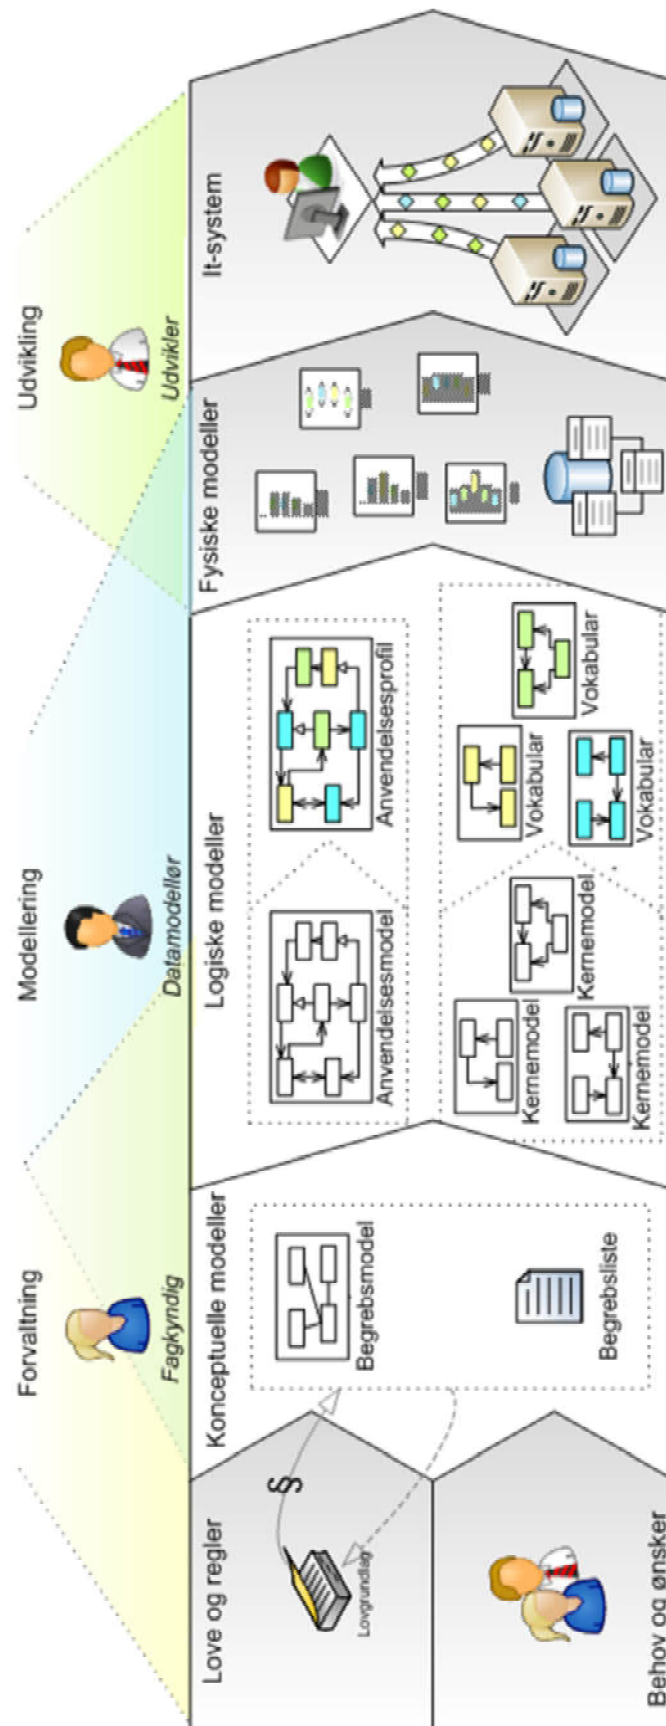 Forvaltning
Modellering
Udvikling
Fagkyndig
Datamodellør
Udvikler
Love og regler
Konceptuelle modeller
Logiske modeller
Fysiske modeller
It-system
§
Lovgrundlag
Begrebsmodel
Anvendelsesmodel
Anvendelsesprofil
Kernemodel
Kernemodel
Kernemodel
Vokabular
Vokabular
Vokabular
Begrebsliste
Behov og ønsker